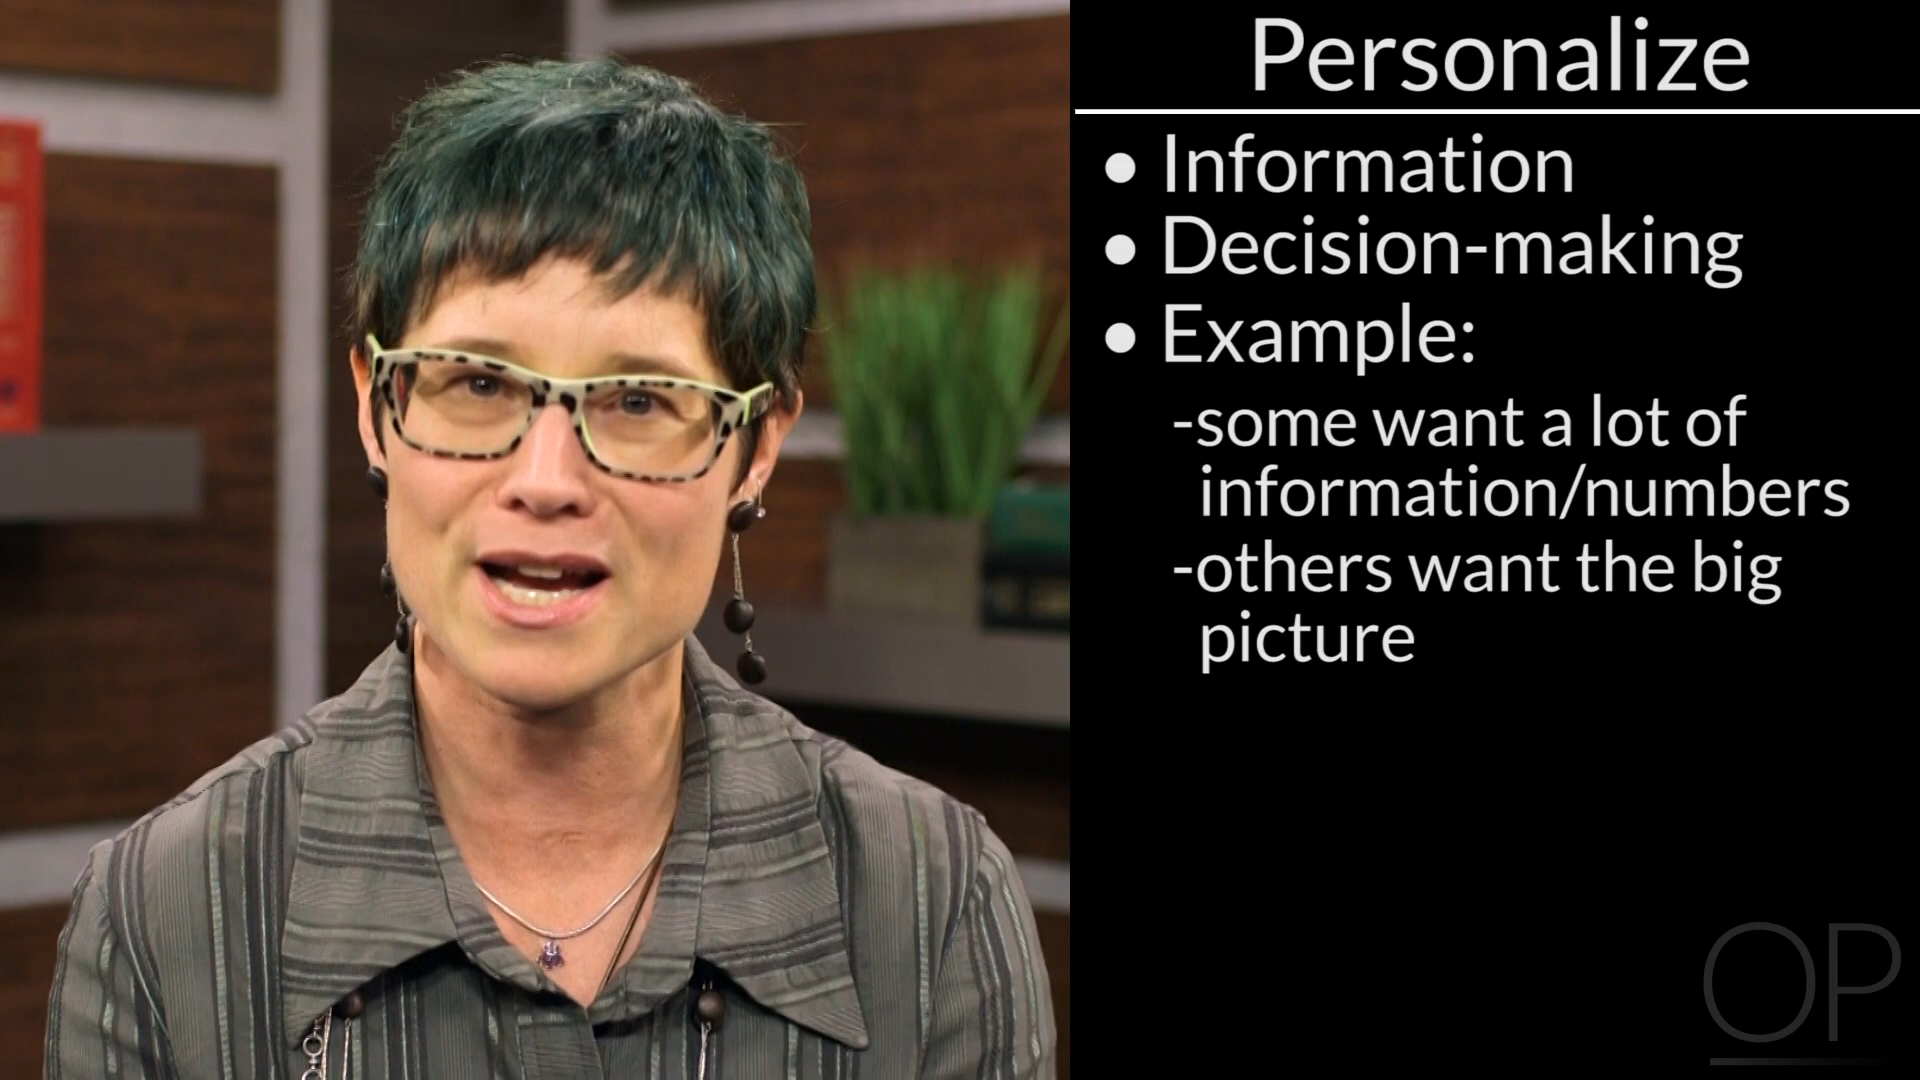 Personalize
• Information
• Decision-making
• Example:
-some want a lot of
information/numbers
-others want the big
picture
OP